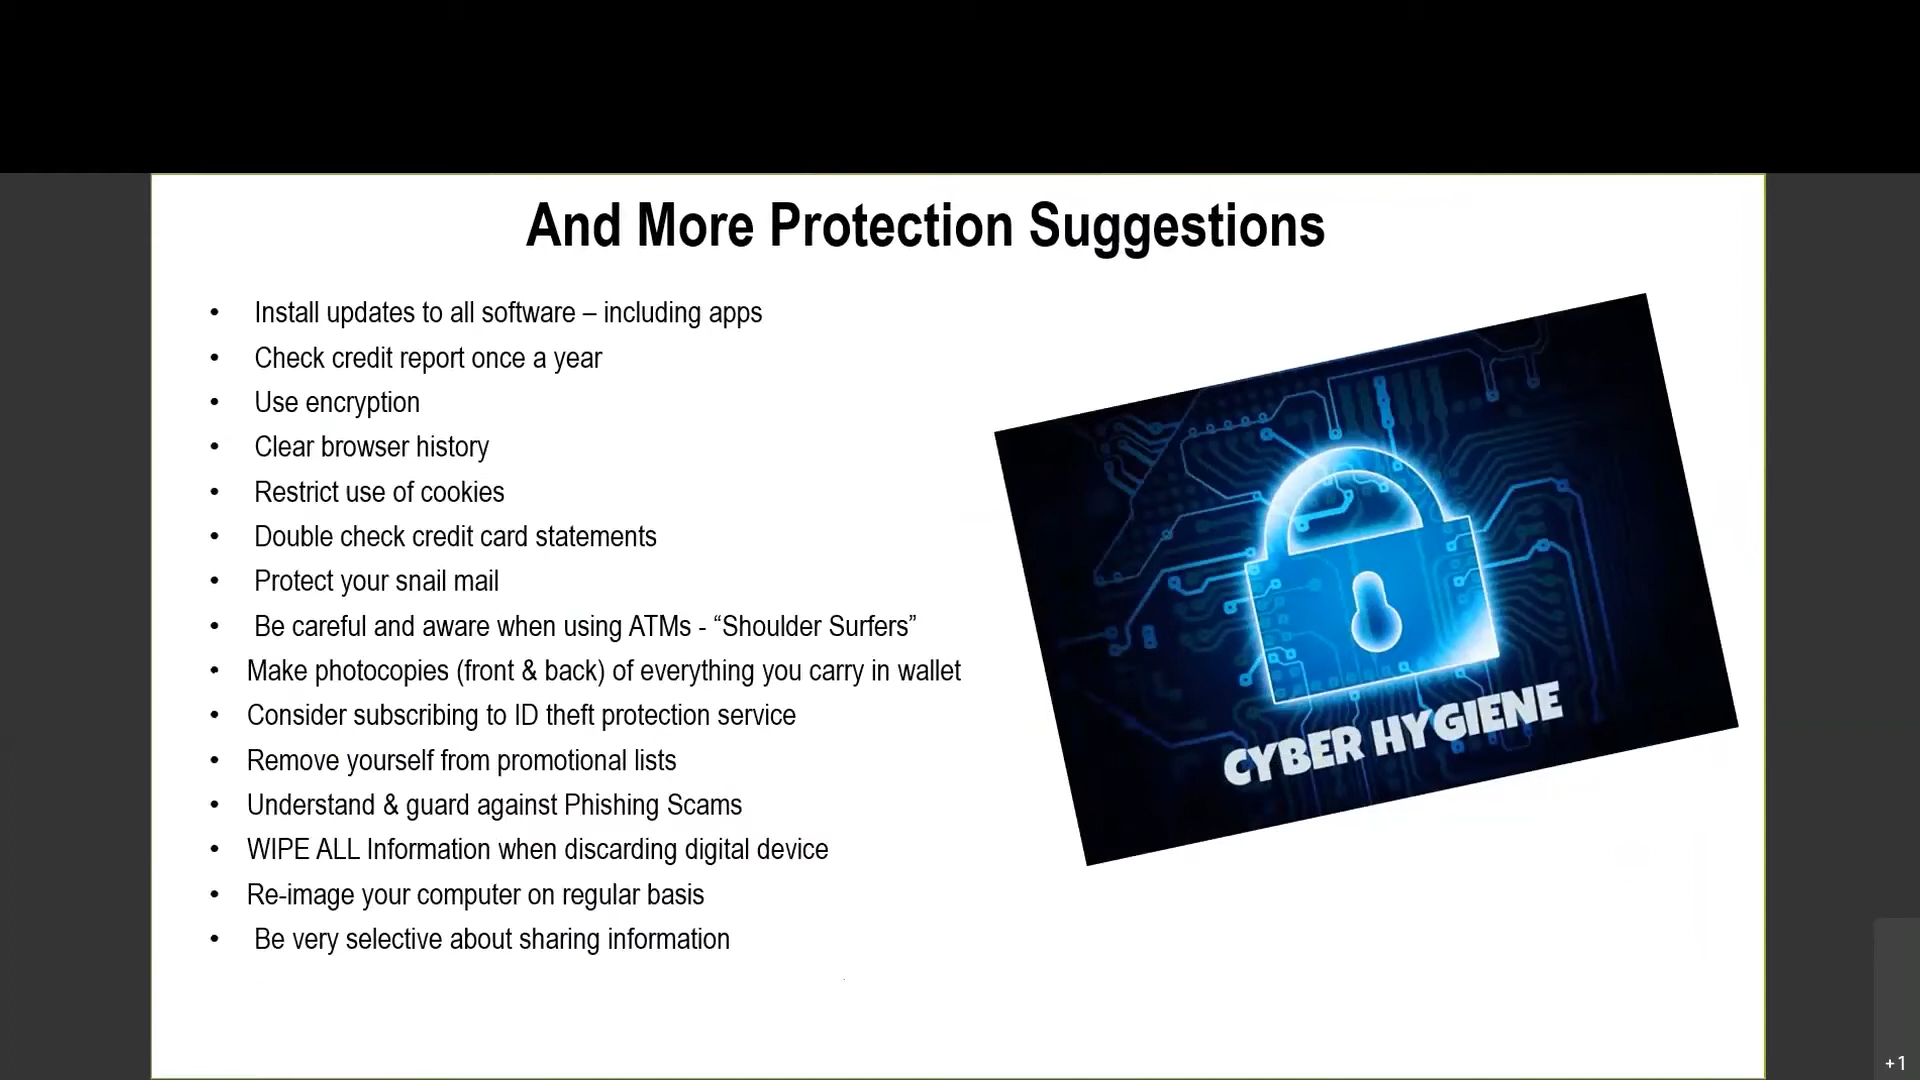 And More Protection Suggestions
• Install updates to all software – including apps
• Check credit report once a year
• Use encryption
• Clear browser history
• Restrict use of cookies
• Double check credit card statements
• Protect your snail mail
• Be careful and aware when using ATMs - “Shoulder Surfers”
• Make photocopies (front & back) of everything you carry in wallet
• Consider subscribing to ID theft protection service
• Remove yourself from promotional lists
• Understand & guard against Phishing Scams
• WIPE ALL Information when discarding digital device
• Re-image your computer on regular basis
• Be very selective about sharing information
CYBER HYGIENE
+1